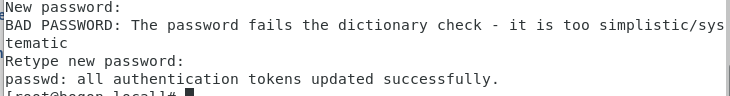 New password:
BAD PASSWORD: The password fails the dictionary check - it is too simplistic/sys
tematic
Retype new password:
passwd: all authentication tokens updated successfully.